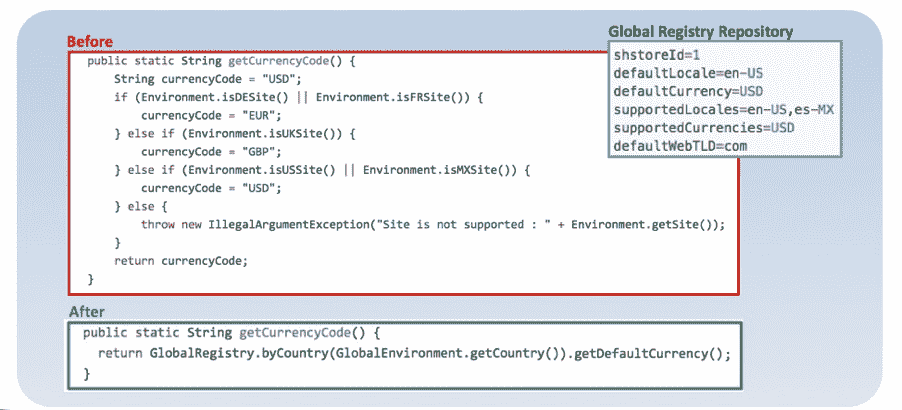 Before
public static String getCurrencyCode() {
String currencyCode = "USD";
if (Environment.isDESite() || Environment.isFRSite()) {
currencyCode = "EUR";
} else if (Environment.isUKSite()) {
currencyCode = "GBP";
} else if (Environment.isUSSite() || Environment.isMXSite()) {
currencyCode = "USD";
} else {
throw new IllegalArgumentException("Site is not supported : " + Environment.getSite());
}
return currencyCode;
}
Global Registry Repository
shstoreId=1
defaultLocale=en-US
defaultCurrency=USD
supportedLocales=en-US,es-MX
supportedCurrencies=USD
defaultWebTLD=com
After
public static String getCurrencyCode() {
return GlobalRegistry.byCountry(GlobalEnvironment.getCountry()).getDefaultCurrency();
}